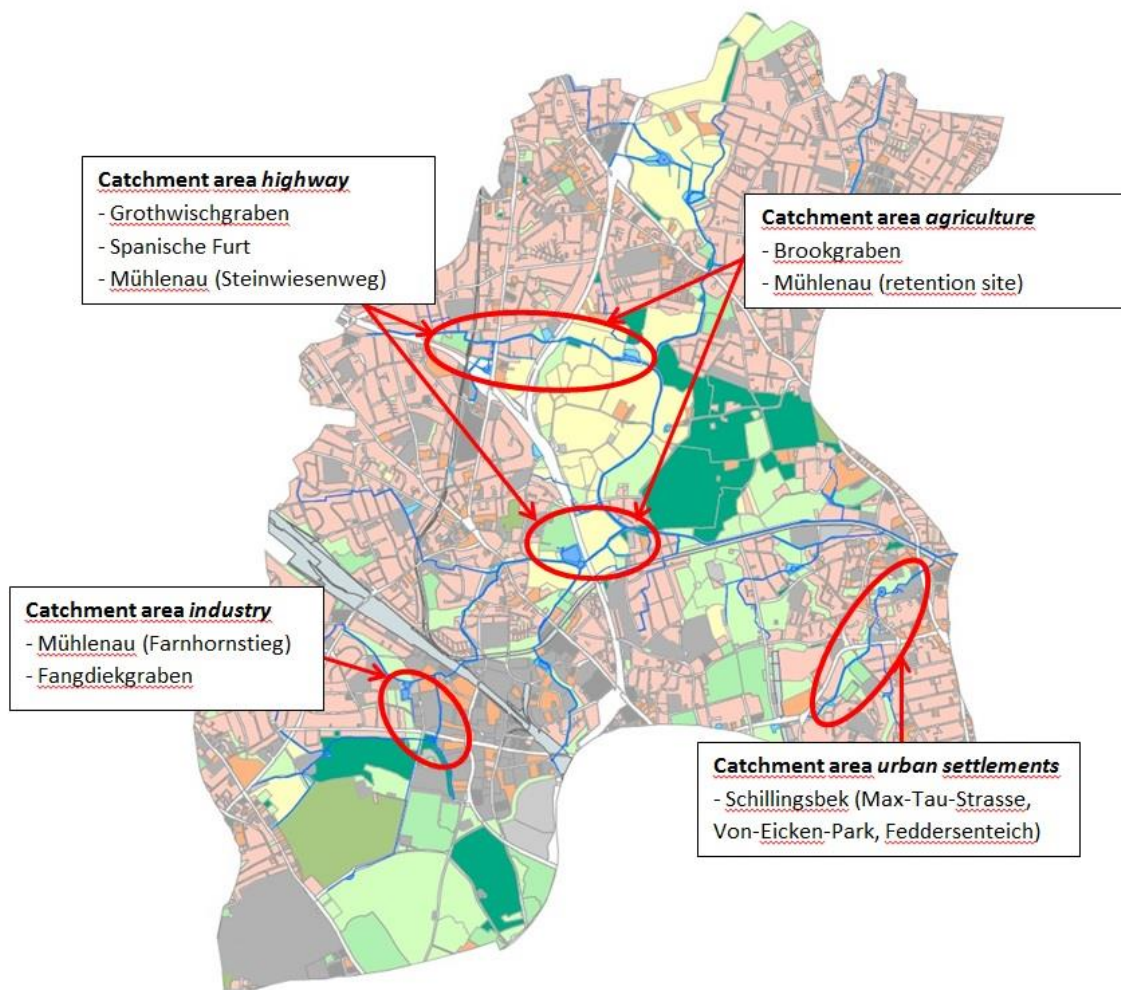 Catchment area highway
- Grothwischgraben
- Spanische Furt
- Mühlenau (Steinwiesenweg)
Catchment area agriculture
- Brookgraben
- Mühlenau (retention site)
Catchment area industry
- Mühlenau (Farnhornstieg)
- Fangdiekgraben
Catchment area urban settlements
- Schillingsbek (Max-Tau-Strasse,
Von-Eicken-Park, Feddersenteich)